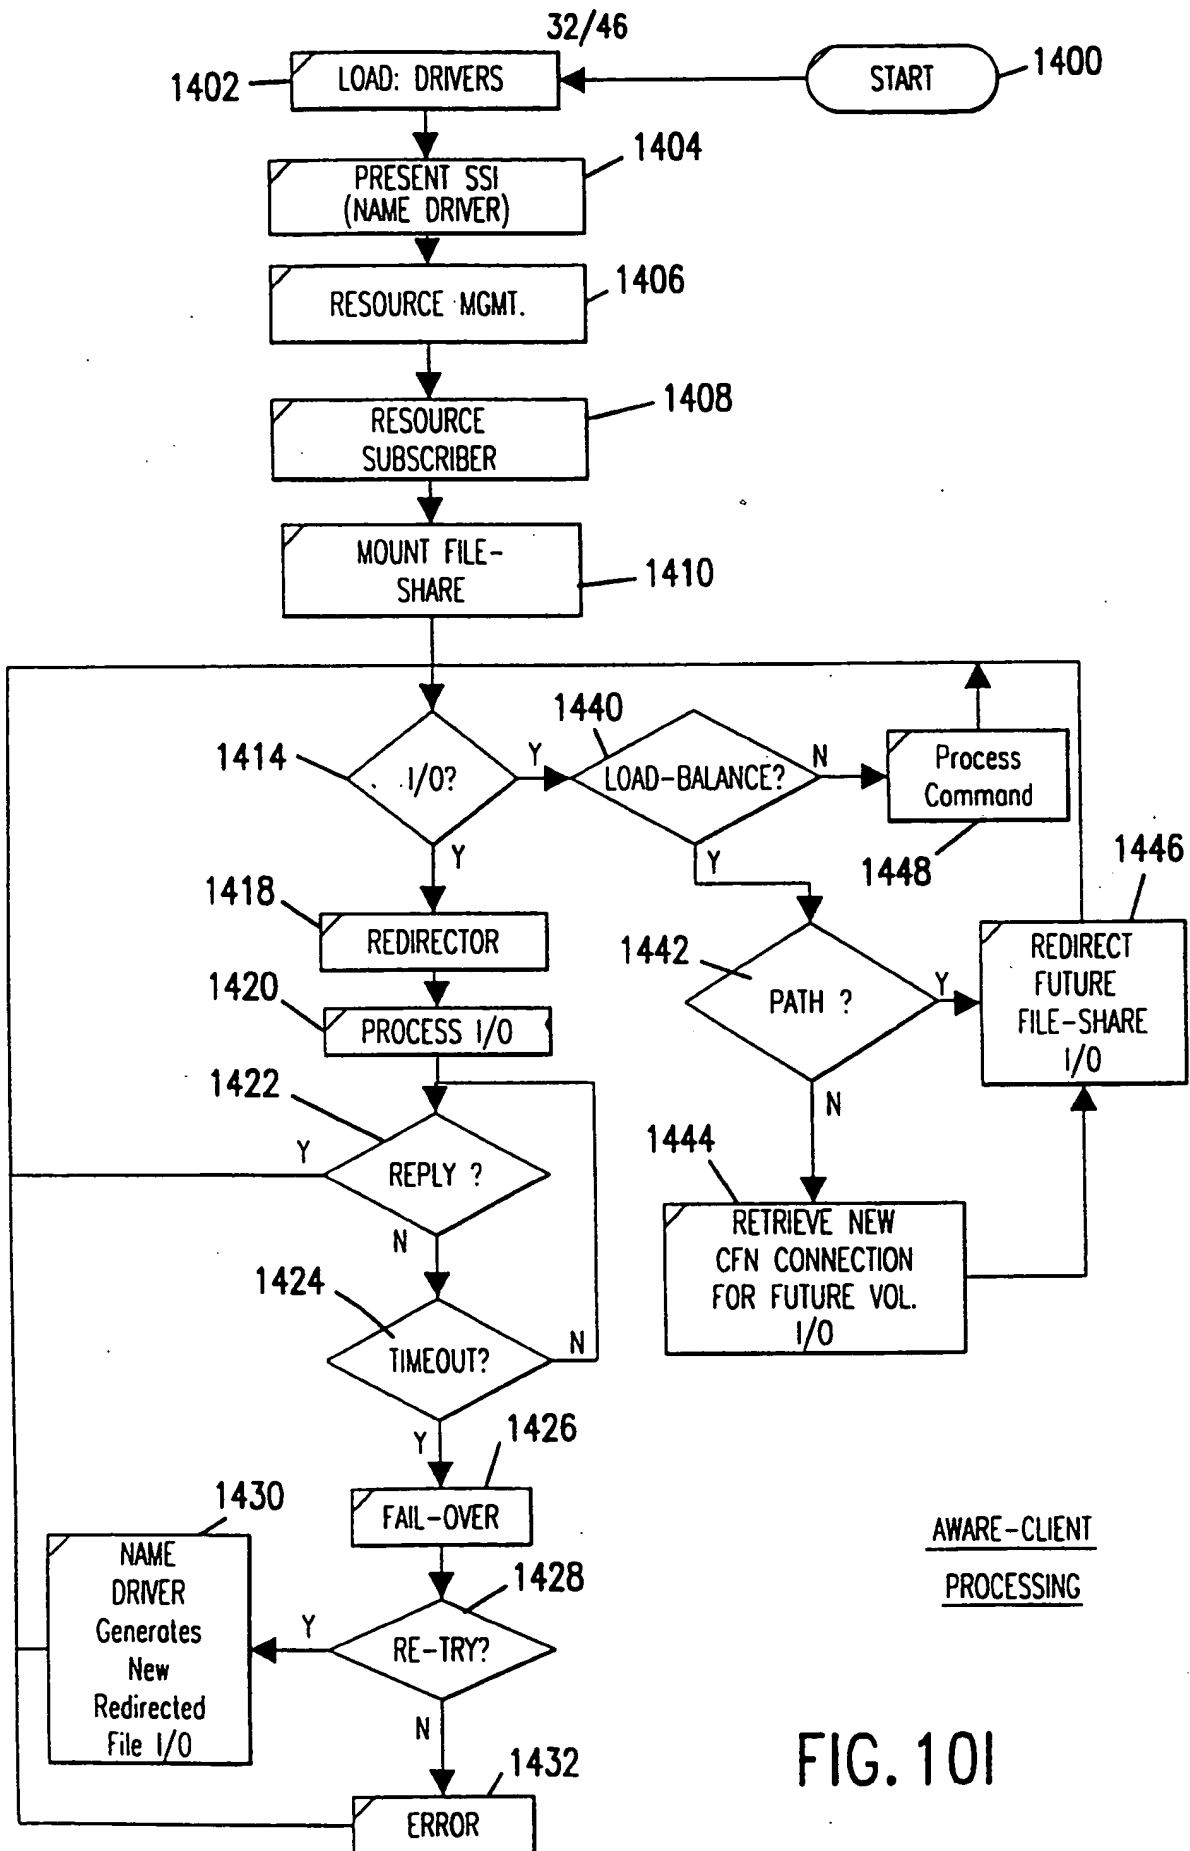 32/46
1402
LOAD: DRIVERS
START
1400
1404
PRESENT SSI
(NAME DRIVER)
RESOURCE MGMT.
1406
1408
RESOURCE
SUBSCRIBER
MOUNT FILE-
SHARE
1410
1414
I/O?
Y
Y
1440
LOAD-BALANCE?
N
Y
Process
Command
1448
1446
REDIRECT
FUTURE
FILE-SHARE
I/O
1418
REDIRECTOR
1442
PATH ?
Y
N
1420
PROCESS I/O
1422
Y
REPLY ?
N
1444
RETRIEVE NEW
CFN CONNECTION
FOR FUTURE VOL.
I/O
1424
TIMEOUT?
N
Y
1426
FAIL-OVER
1430
NAME
DRIVER
Generates
New
Redirected
File I/O
1428
Y
RE-TRY?
N
1432
ERROR
AWARE-CLIENT
PROCESSING
FIG. 10I